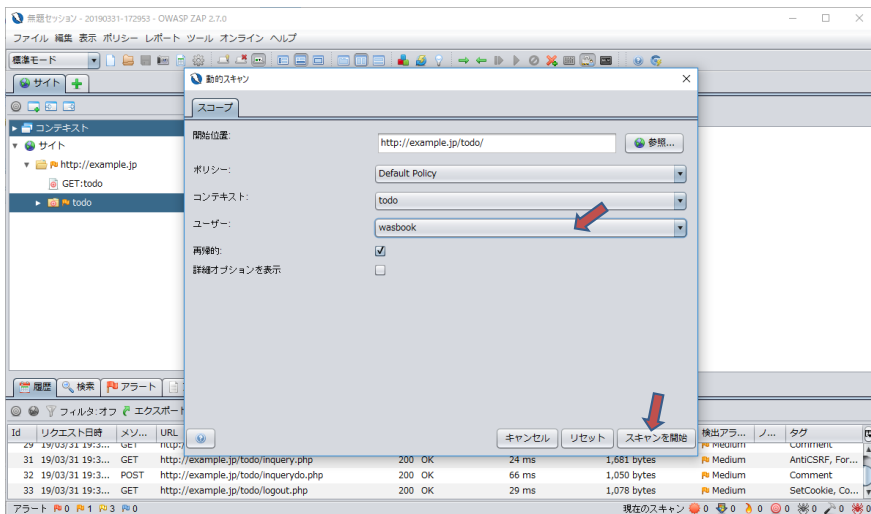 無題セッション - 20190331-172953 - OWASP ZAP 2.7.0
ファイル 編集 表示 ポリシー レポート ツール オンライン ヘルプ
標準モード
サイト
コンテキスト
サイト
http://example.jp
GET:todo
todo
動的スキャン
スコープ
開始位置:
http://example.jp/todo/
参照...
ポリシー:
Default Policy
コンテキスト:
todo
ユーザー:
wasbook
再帰的:
詳細オプションを表示
キャンセル
リセット
スキャンを開始
履歴
検索
アラート
フィルタ:オフ
エクスポート
Id リクエスト日時 メソ... URL 検出アラ... ノ... タグ
29 19/03/31 19:3... GET http:/ Medium Comment
31 19/03/31 19:3... GET http://example.jp/todo/inquery.php 200 OK 24 ms 1,681 bytes Medium AntiCSRF, For...
32 19/03/31 19:3... POST http://example.jp/todo/inquerydo.php 200 OK 66 ms 1,050 bytes Medium Comment
33 19/03/31 19:3... GET http://example.jp/todo/logout.php 200 OK 29 ms 1,078 bytes Medium SetCookie, Co...
アラート 0 1 3 0 現在のスキャン 0 0 0 0 0 0 0